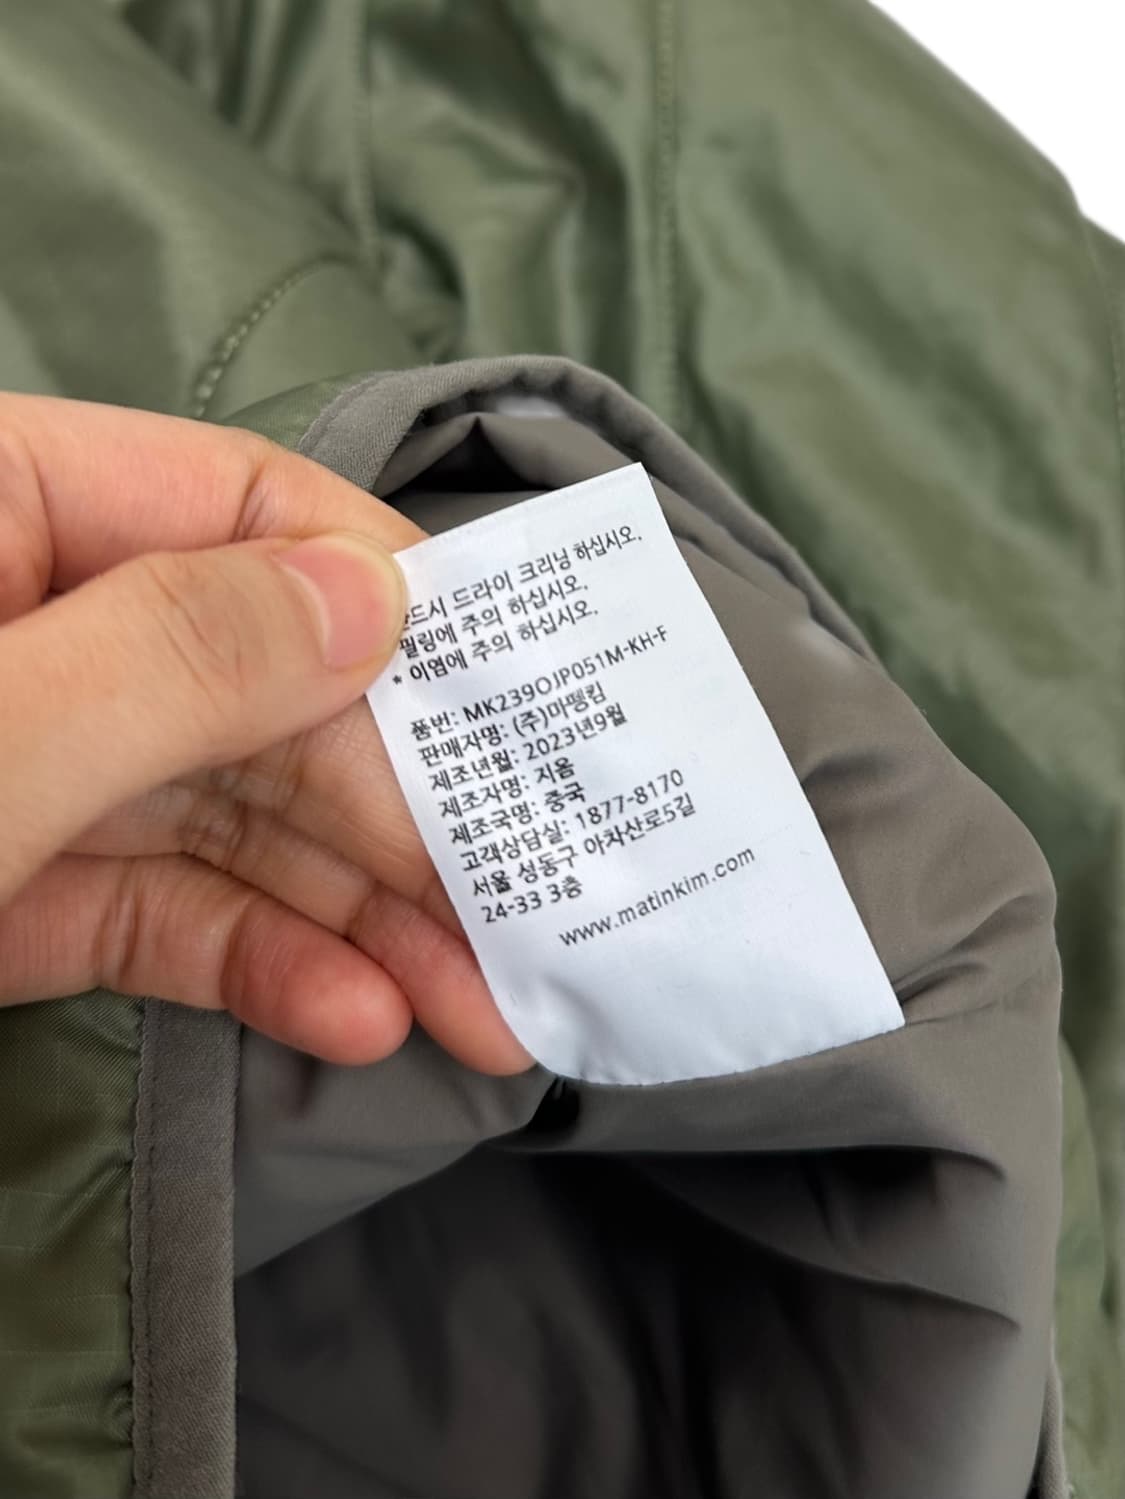 드시 드라이 크리닝 하십시오.
필링에 주의 하십시오.
* 이염에 주의 하십시오.
품번: MK239OJP051M-KH-F
판매자명: (주)마뗑킴
제조년월: 2023년9월
제조자명: 지옴
제조국명: 중국
고객상담실: 1877-8170
서울 성동구 아차산로5길
24-33 3층
www.matinkim.com